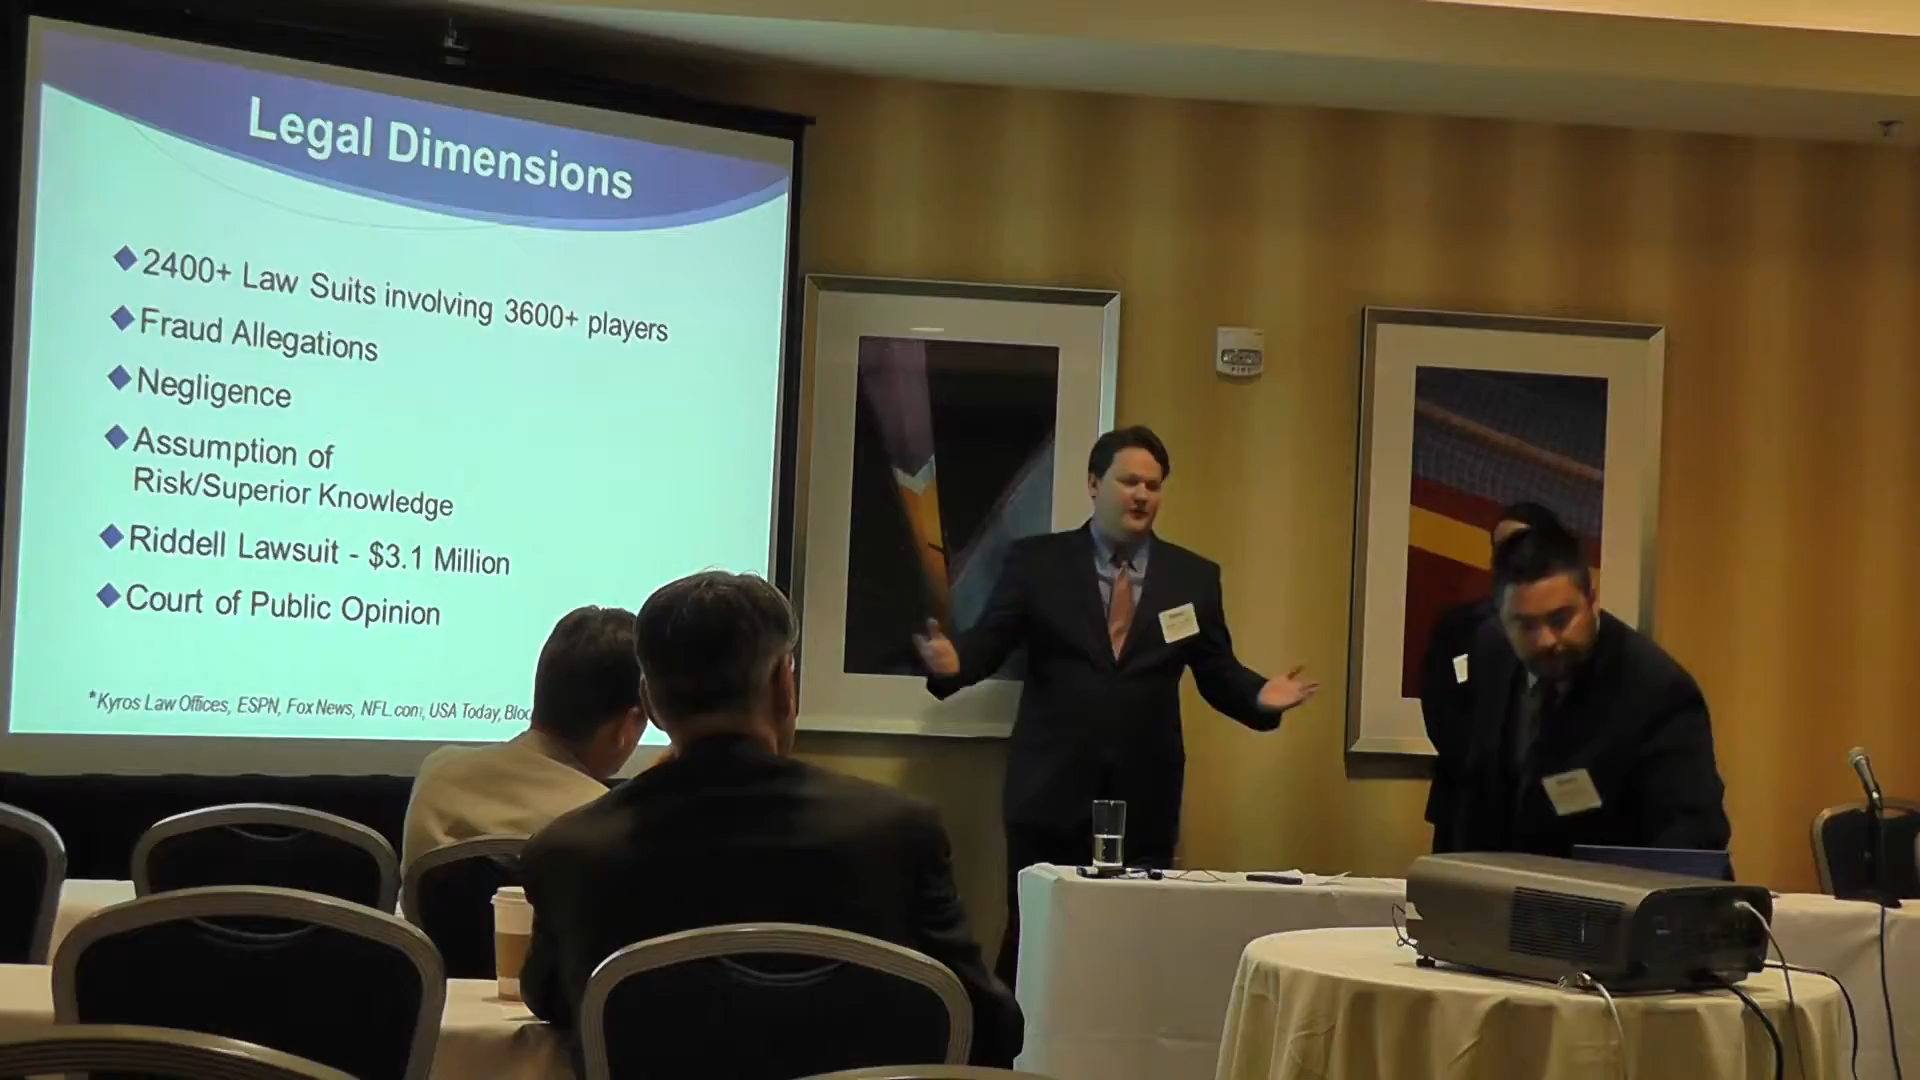 Legal Dimensions
2400+ Law Suits involving 3600+ players
Fraud Allegations
Negligence
Assumption of
Risk/Superior Knowledge
Riddell Lawsuit - $3.1 Million
Court of Public Opinion
*Kyros Law Offices, ESPN, Fox News, NFL.com, USA Today,
FIRE